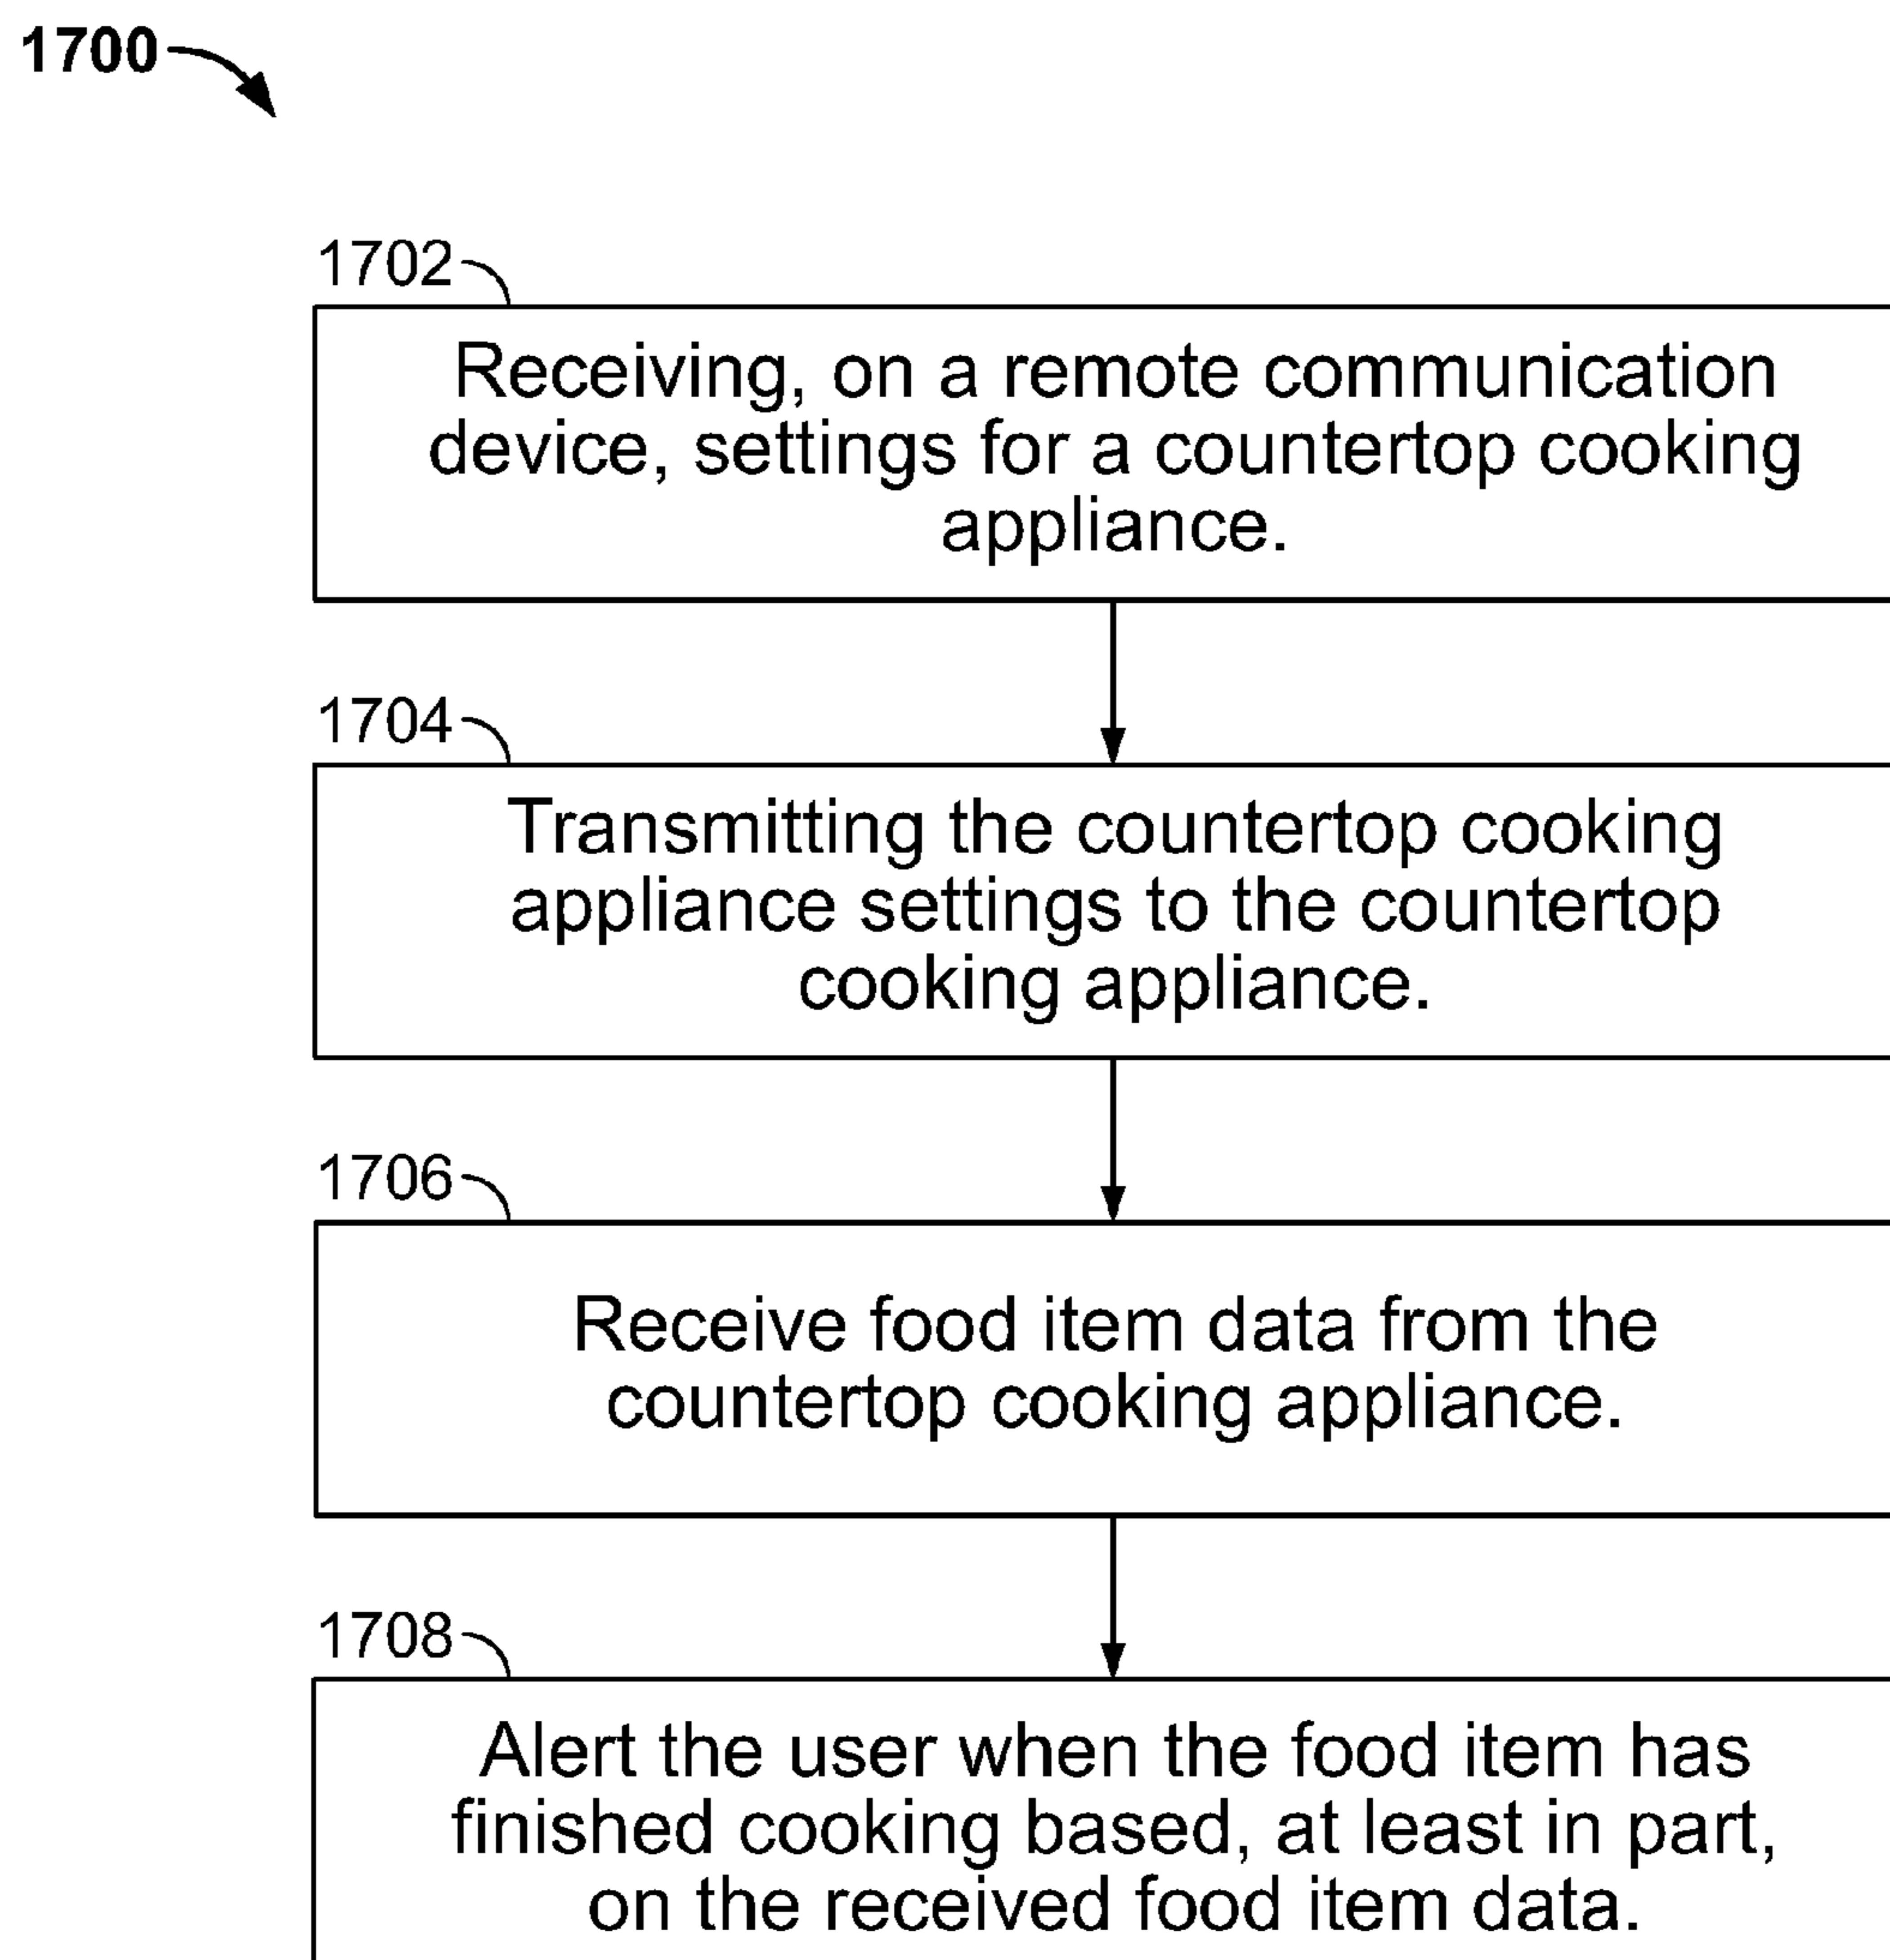 1700
1702
Receiving, on a remote communication
device, settings for a countertop cooking
appliance.
1704
Transmitting the countertop cooking
appliance settings to the countertop
cooking appliance.
1706
Receive food item data from the
countertop cooking appliance.
1708
Alert the user when the food item has
finished cooking based, at least in part,
on the received food item data.